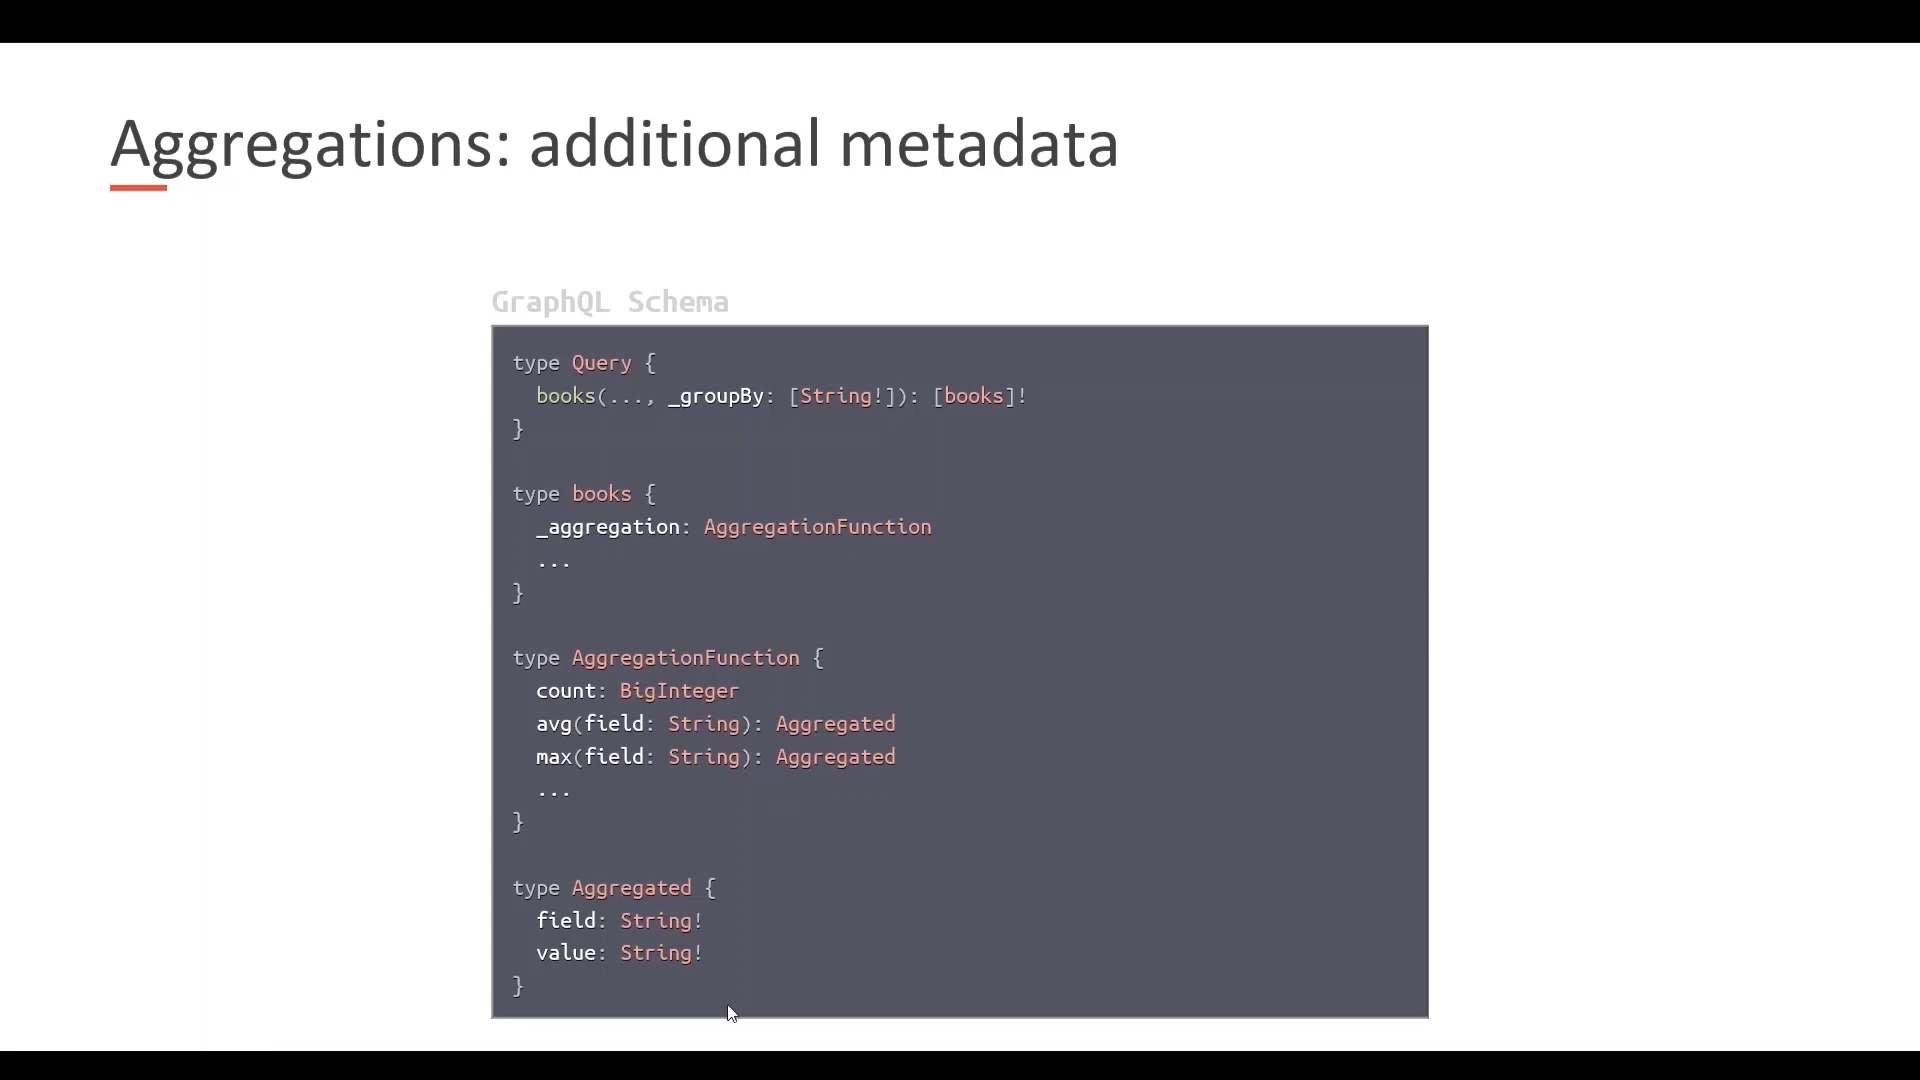 Aggregations: additional metadata
GraphQL Schema
type Query {
  books(..., _groupBy: [String!]): [books]!
}
type books {
  _aggregation: AggregationFunction
  ...
}
type AggregationFunction {
  count: BigInteger
  avg(field: String): Aggregated
  max(field: String): Aggregated
  ...
}
type Aggregated {
  field: String!
  value: String!
}